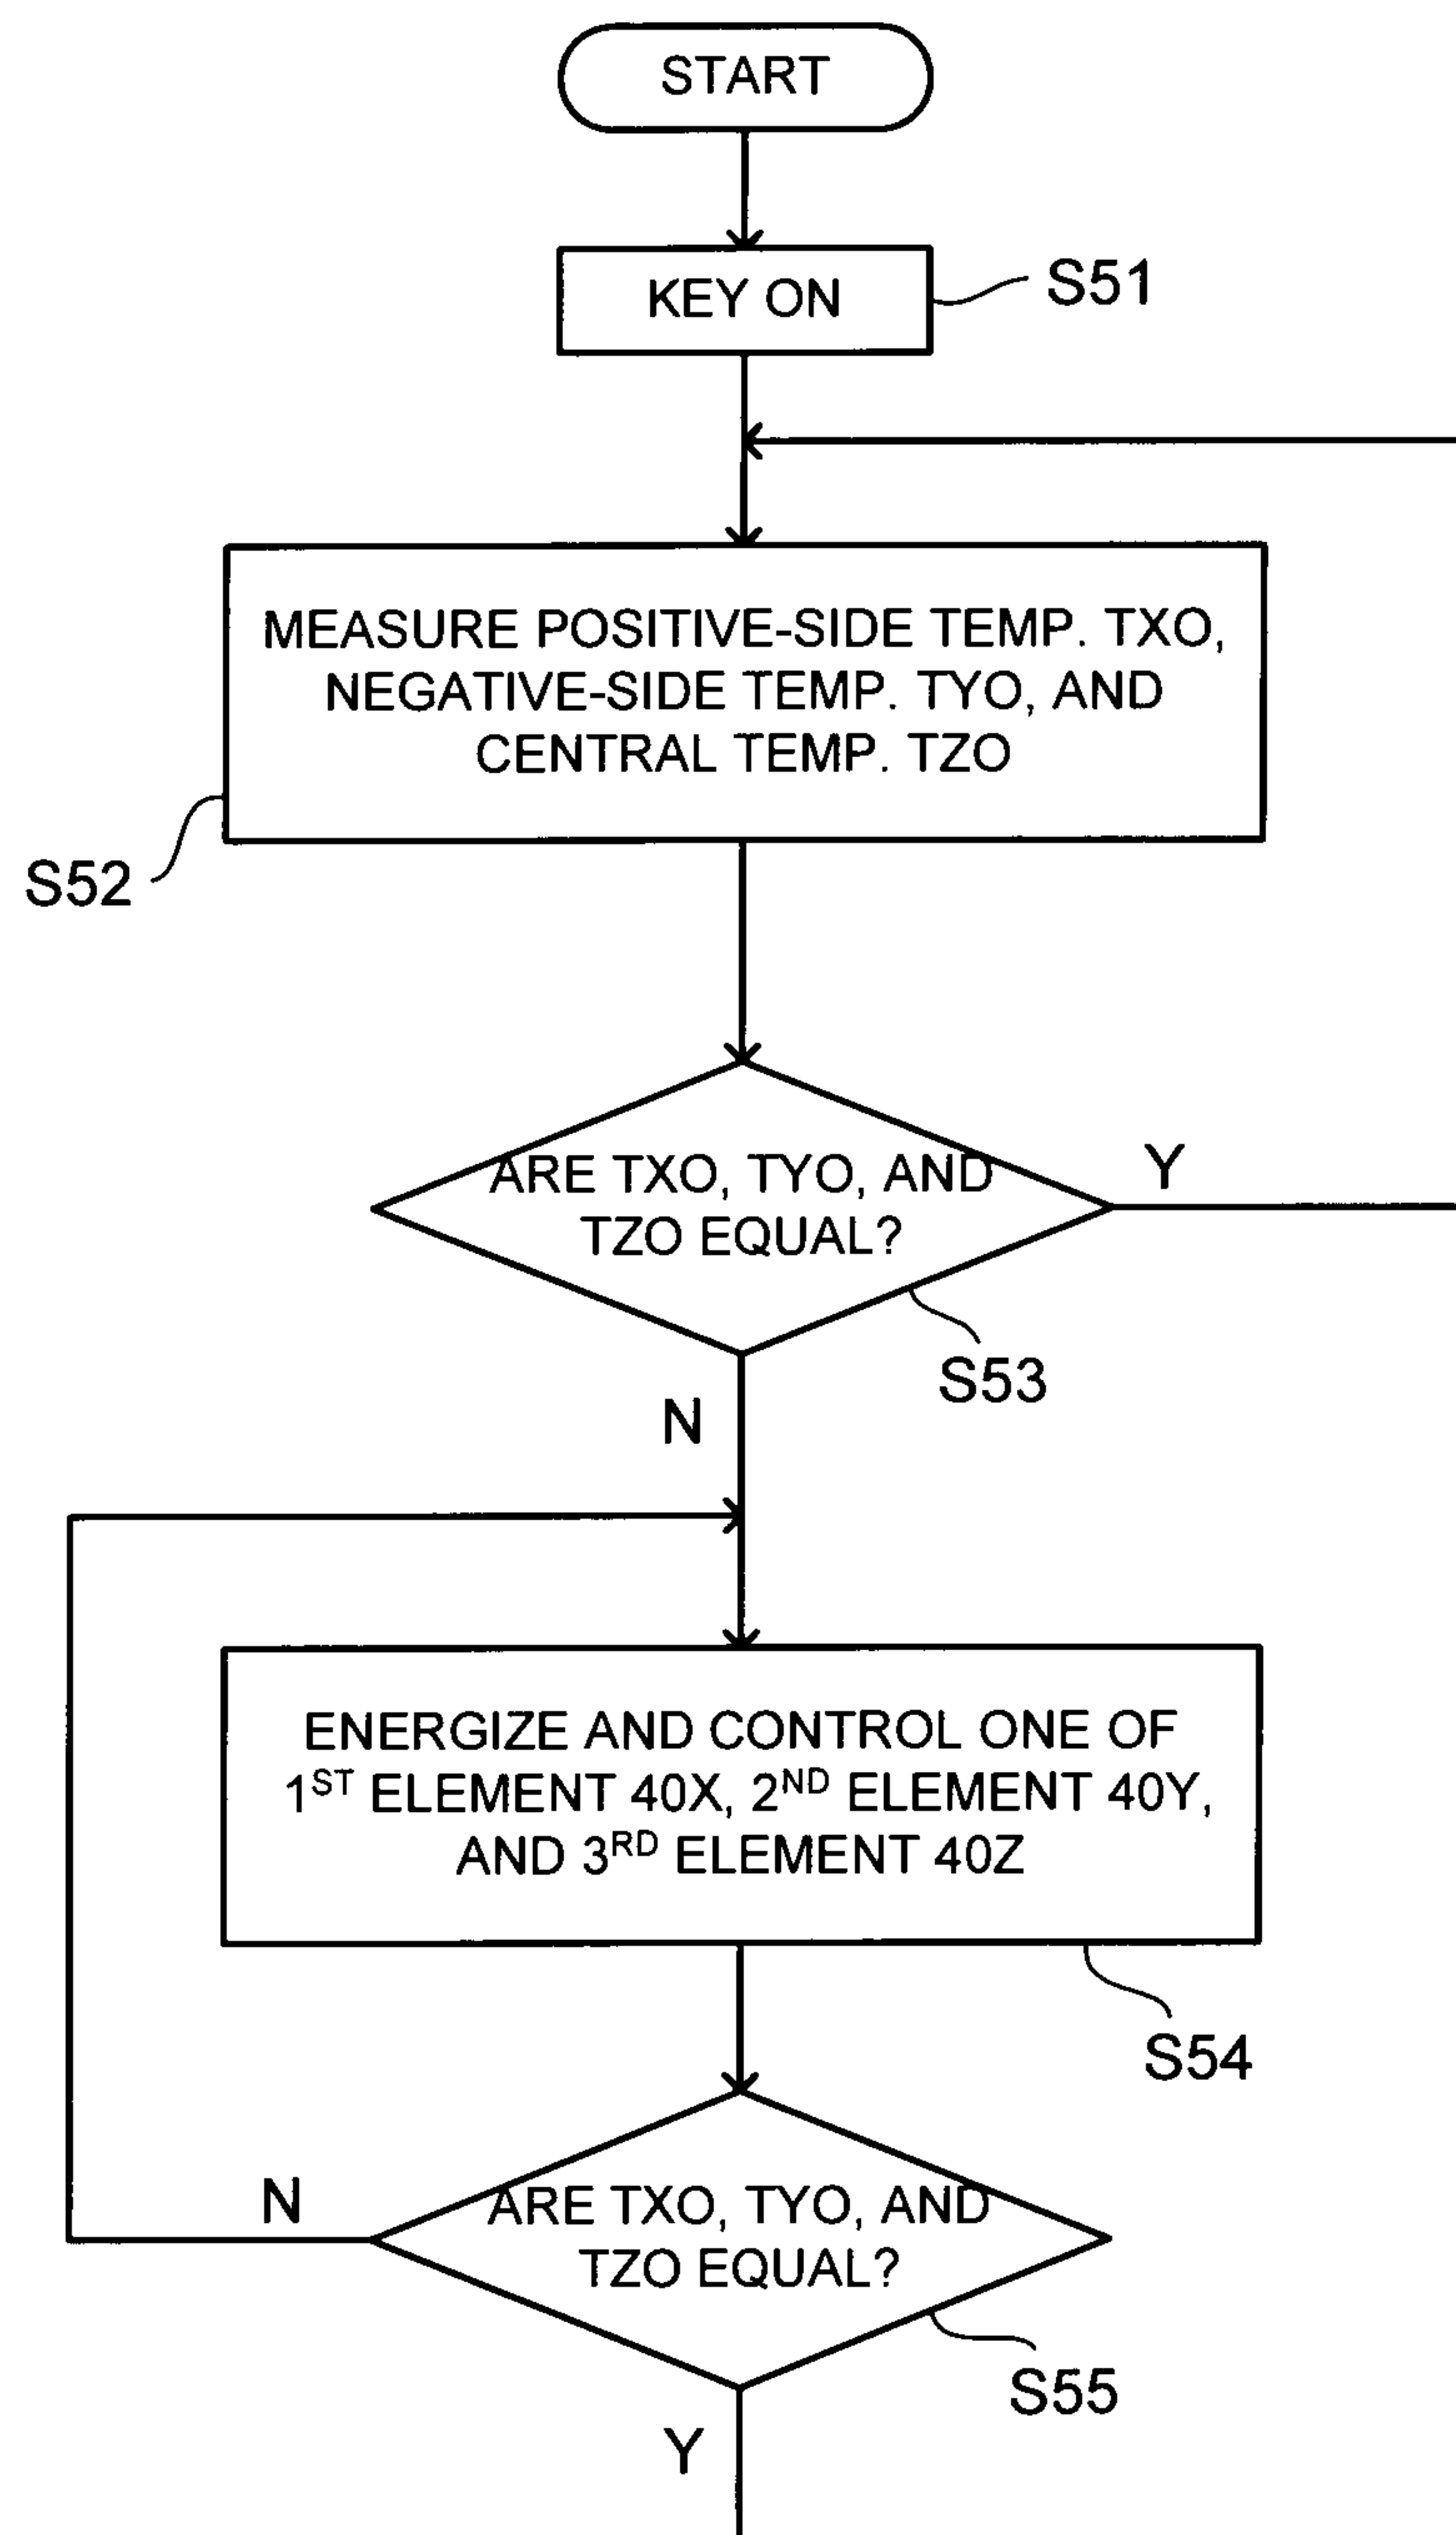 START
KEY ON
S51
MEASURE POSITIVE-SIDE TEMP. TXO,
NEGATIVE-SIDE TEMP. TYO, AND
CENTRAL TEMP. TZO
S52
ARE TXO, TYO, AND
TZO EQUAL?
Y
S53
N
ENERGIZE AND CONTROL ONE OF
1ST ELEMENT 40X, 2ND ELEMENT 40Y,
AND 3RD ELEMENT 40Z
S54
N
ARE TXO, TYO, AND
TZO EQUAL?
S55
Y